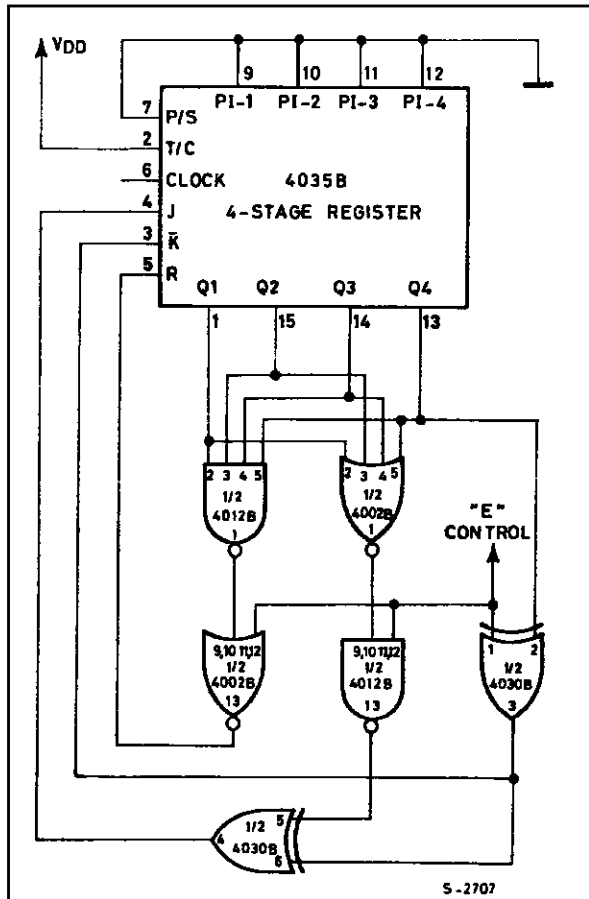 VDD
9 10 11 12
PI-1 PI-2 PI-3 PI-4
7 P/S
2 T/C
6 CLOCK
4035B
4 J
4-STAGE REGISTER
3 K̅
5 R
Q1 Q2 Q3 Q4
1 15 14 13
2 3 4 5
1/2
4012B
1
2 3 4 5
1/2
4002B
1
"E"
CONTROL
9,10 11,12
1/2
4002B
13
9,10 11,12
1/2
4012B
13
1 2
1/2
4030B
3
4
1/2
4030B
5
6
S-2707